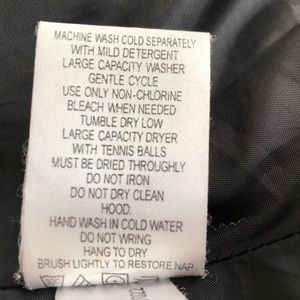 MACHINE WASH COLD SEPARATELY
WITH MILD DETERGENT
LARGE CAPACITY WASHER
GENTLE CYCLE
USE ONLY NON-CHLORINE
BLEACH WHEN NEEDED
TUMBLE DRY LOW
LARGE CAPACITY DRYER
WITH TENNIS BALLS
MUST BE DRIED THROUGHLY
DO NOT IRON
DO NOT DRY CLEAN
HOOD:
HAND WASH IN COLD WATER
DO NOT WRING
HANG TO DRY
BRUSH LIGHTLY TO RESTORE NAP